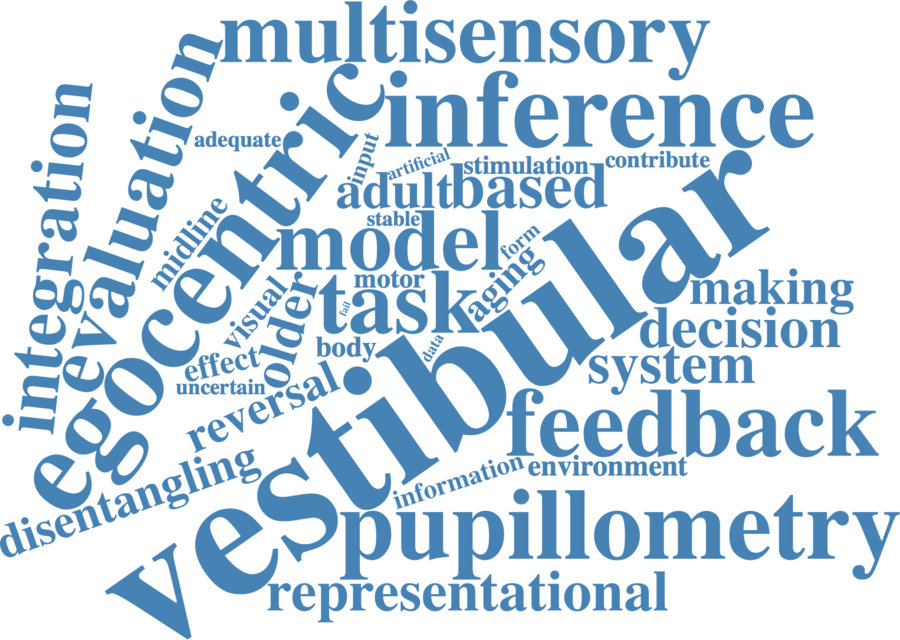 multisensory
inference
integration
evaluation
egocentric
adequate
input
artificial
stimulation
contribute
adult
based
midline
stable
model
form
motor
aging
vestibular
visual
older
fail
task
making
decision
data
body
effect
uncertain
system
reversal
feedback
disentangling
information
environment
pupillometry
representational